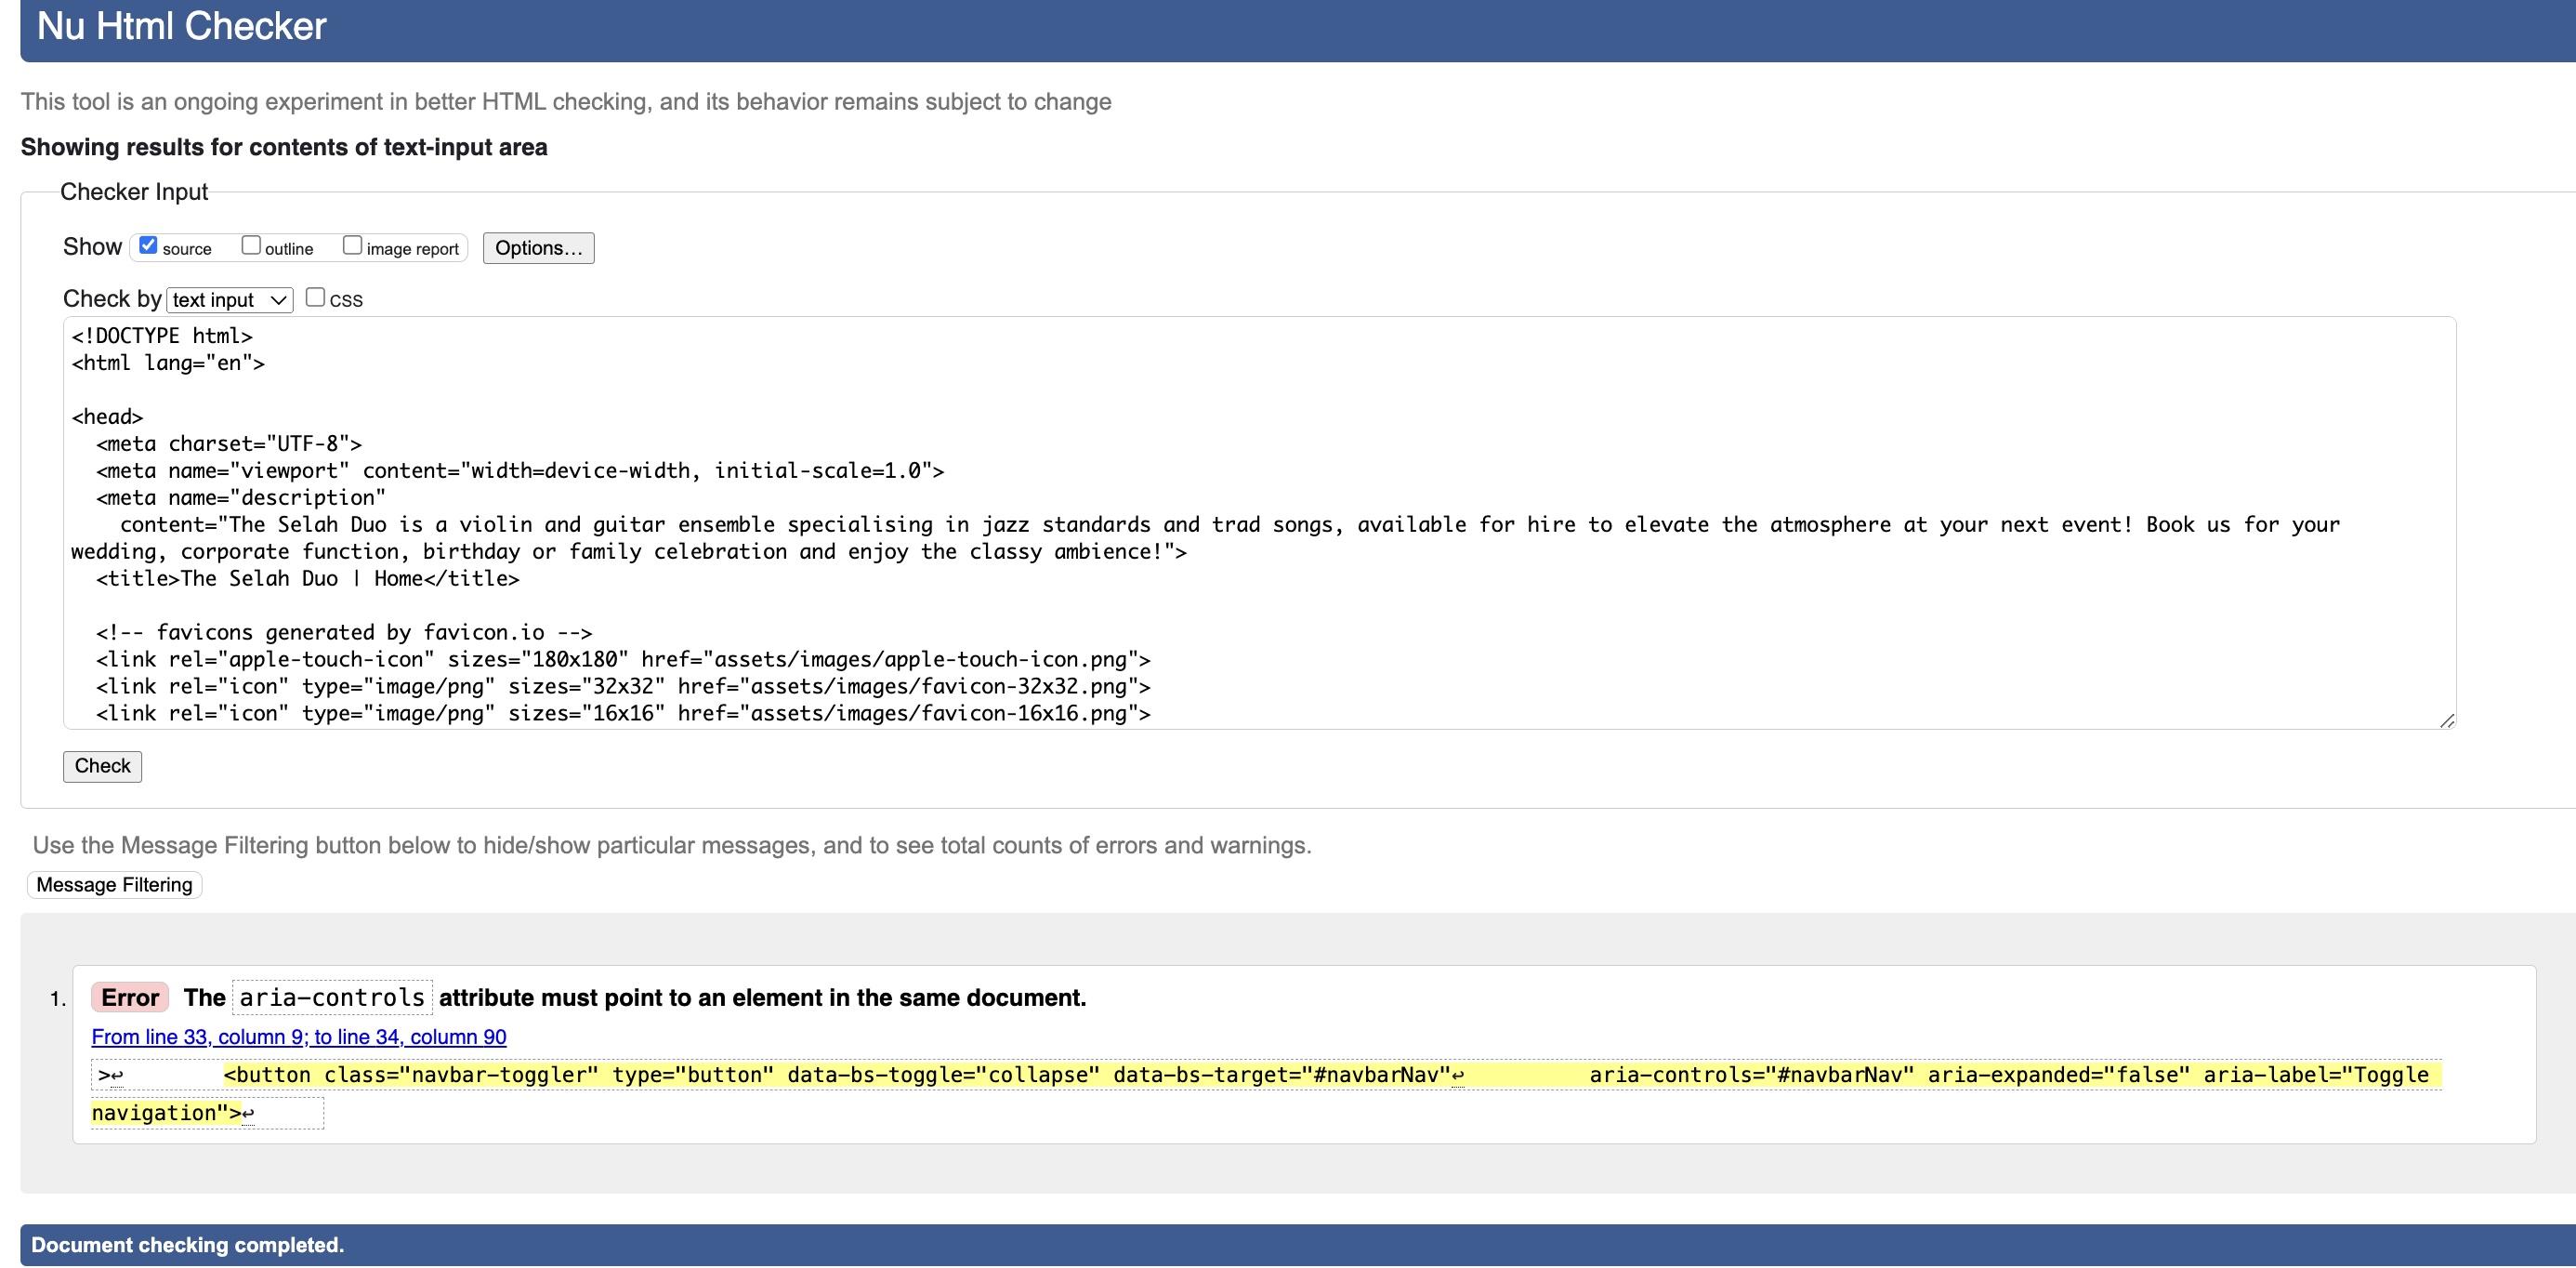 Nu Html Checker
This tool is an ongoing experiment in better HTML checking, and its behavior remains subject to change
Showing results for contents of text-input area
Checker Input
Show source outline image report Options...
Check by text input css
<!DOCTYPE html>
<html lang="en">
<head>
  <meta charset="UTF-8">
  <meta name="viewport" content="width=device-width, initial-scale=1.0">
  <meta name="description"
    content="The Selah Duo is a violin and guitar ensemble specialising in jazz standards and trad songs, available for hire to elevate the atmosphere at your next event! Book us for your
wedding, corporate function, birthday or family celebration and enjoy the classy ambience!">
  <title>The Selah Duo | Home</title>
  <!-- favicons generated by favicon.io -->
  <link rel="apple-touch-icon" sizes="180x180" href="assets/images/apple-touch-icon.png">
  <link rel="icon" type="image/png" sizes="32x32" href="assets/images/favicon-32x32.png">
  <link rel="icon" type="image/png" sizes="16x16" href="assets/images/favicon-16x16.png">
Check
Use the Message Filtering button below to hide/show particular messages, and to see total counts of errors and warnings.
Message Filtering
1. Error The aria-controls attribute must point to an element in the same document.
From line 33, column 9; to line 34, column 90
>↩        <button class="navbar-toggler" type="button" data-bs-toggle="collapse" data-bs-target="#navbarNav"↩          aria-controls="#navbarNav" aria-expanded="false" aria-label="Toggle
navigation">↩
Document checking completed.